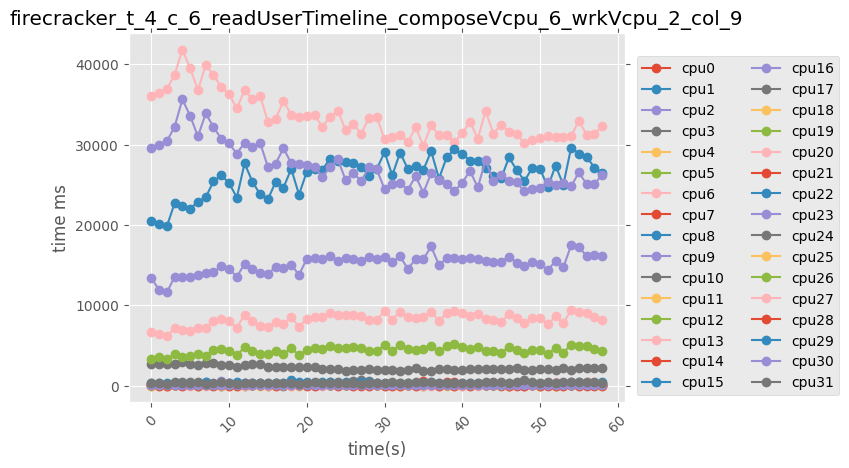 firecracker_t_4_c_6_readUserTimeline_composeVcpu_6_wrkVcpu_2_col_9
40000
30000
20000
10000
0
time ms
0 10 20 30 40 50 60
time(s)
cpu0 cpu16
cpu1 cpu17
cpu2 cpu18
cpu3 cpu19
cpu4 cpu20
cpu5 cpu21
cpu6 cpu22
cpu7 cpu23
cpu8 cpu24
cpu9 cpu25
cpu10 cpu26
cpu11 cpu27
cpu12 cpu28
cpu13 cpu29
cpu14 cpu30
cpu15 cpu31